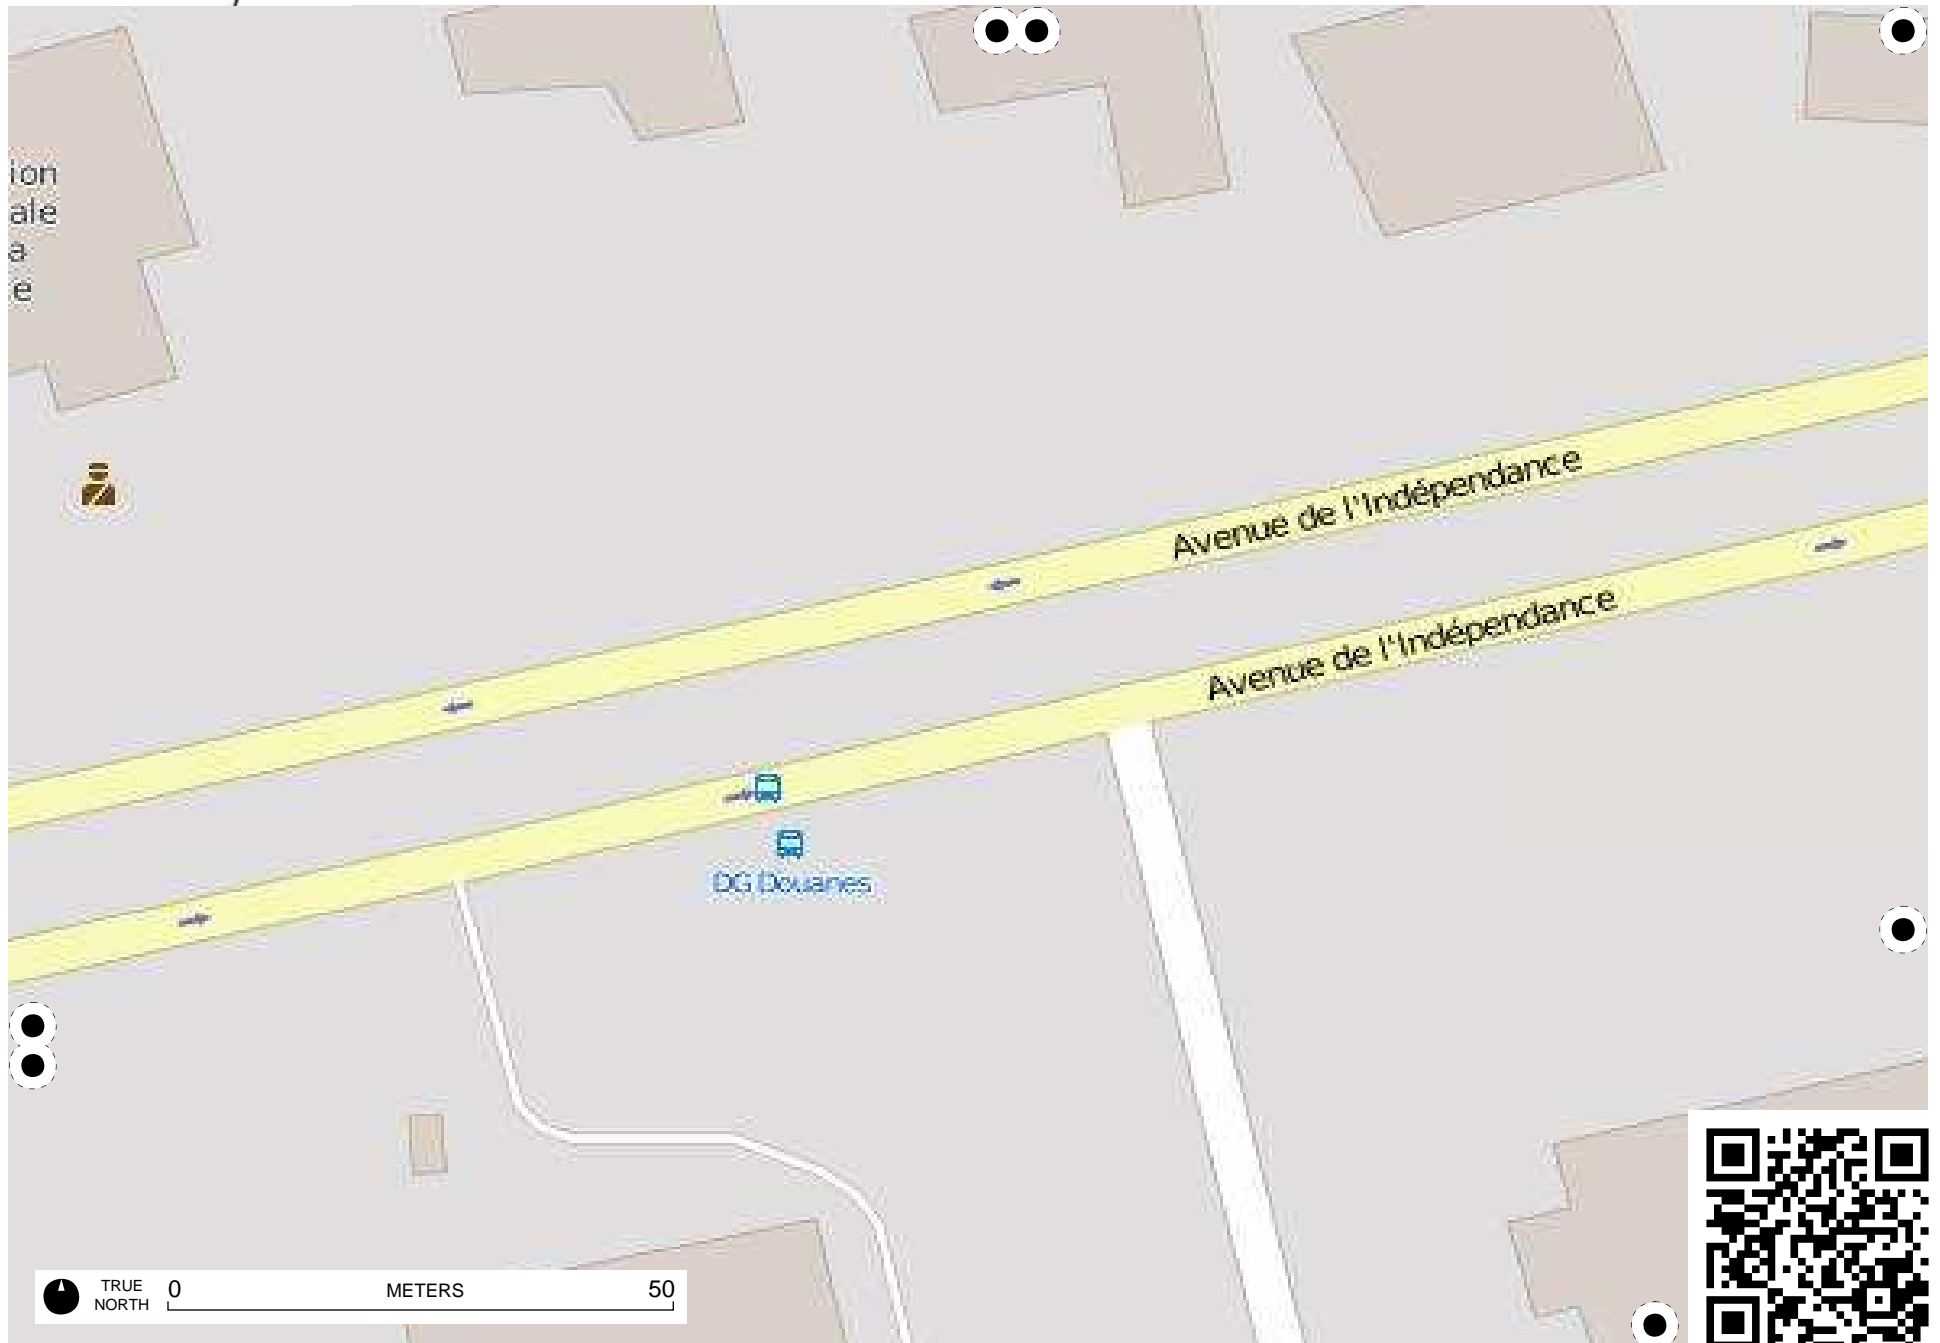 ion
ale
a
é
Avenue de l'Indépendance
Avenue de l'Indépendance
DG Douanes
TRUE NORTH 0 METERS 50